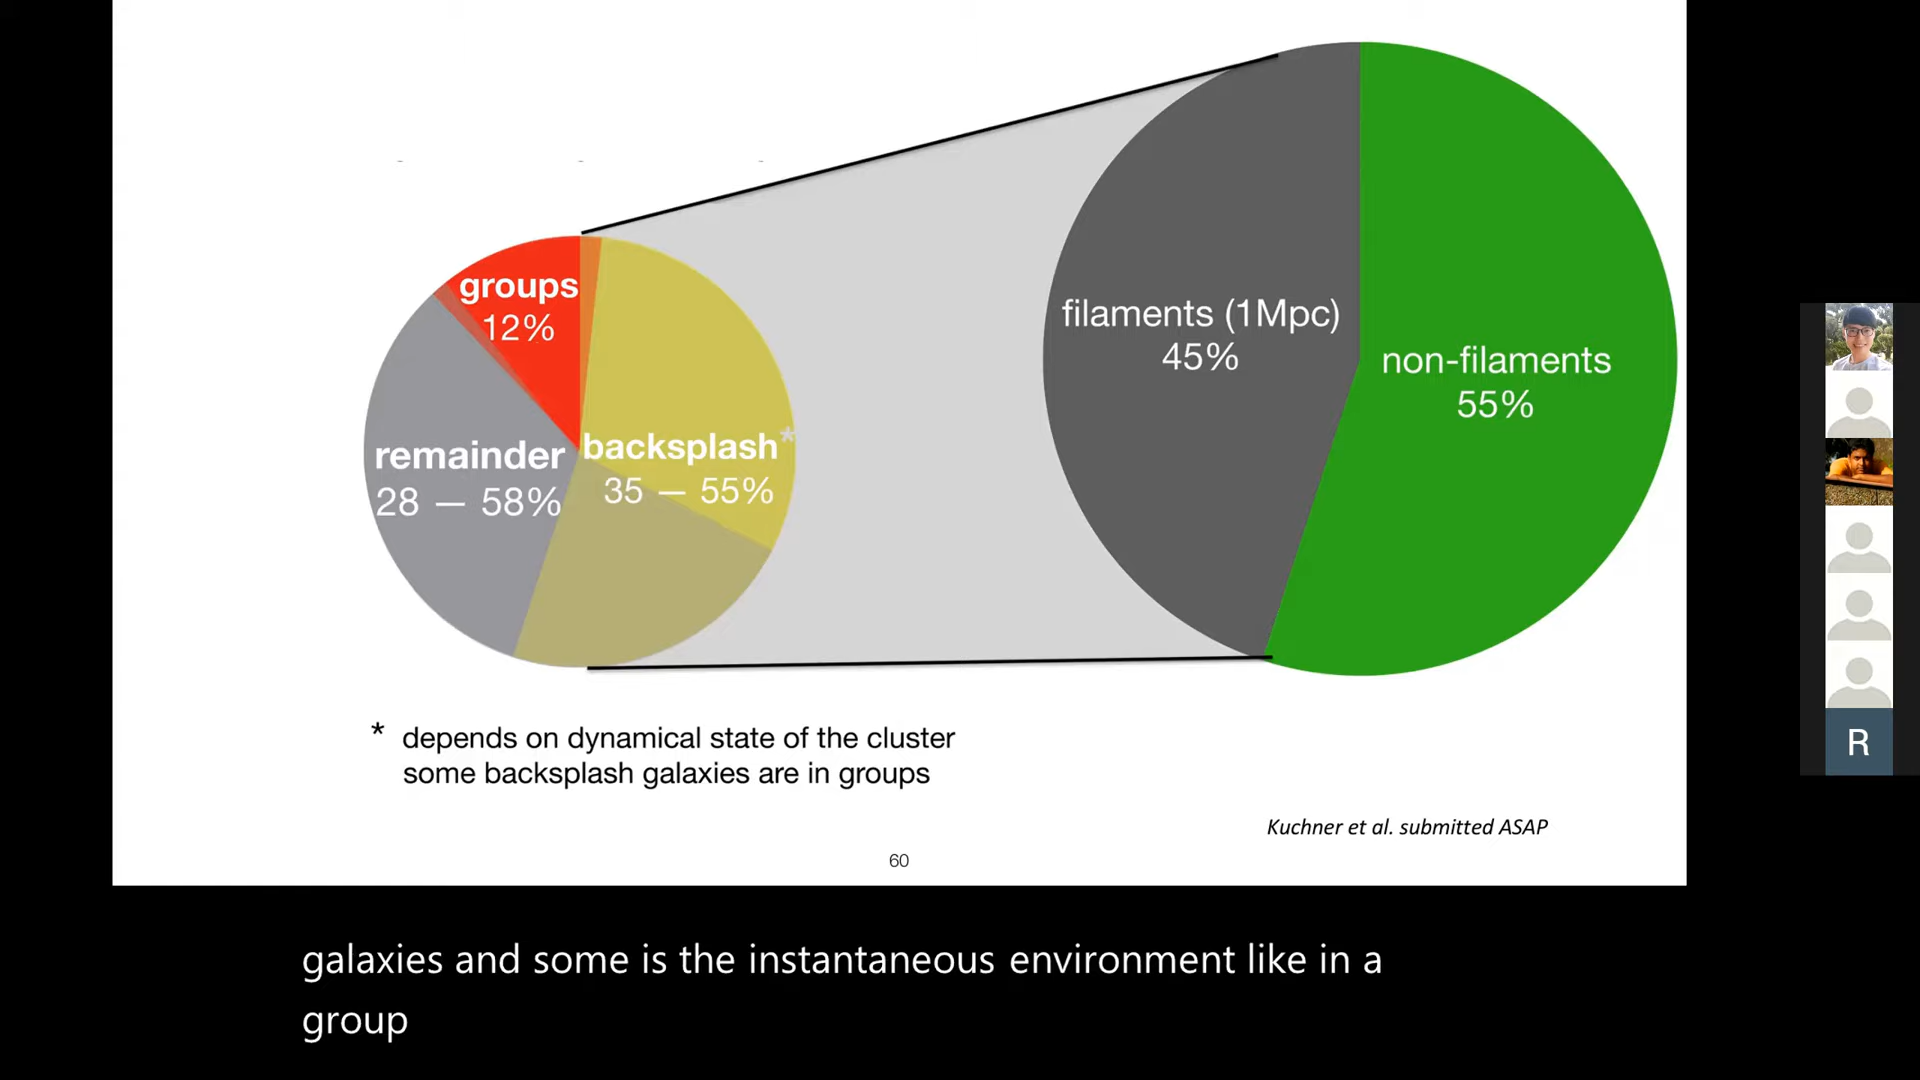 groups
12%
remainder
28 — 58%
backsplash*
35 — 55%
filaments (1Mpc)
45%
non-filaments
55%
* depends on dynamical state of the cluster
some backsplash galaxies are in groups
Kuchner et al. submitted ASAP
60
R
galaxies and some is the instantaneous environment like in a
group